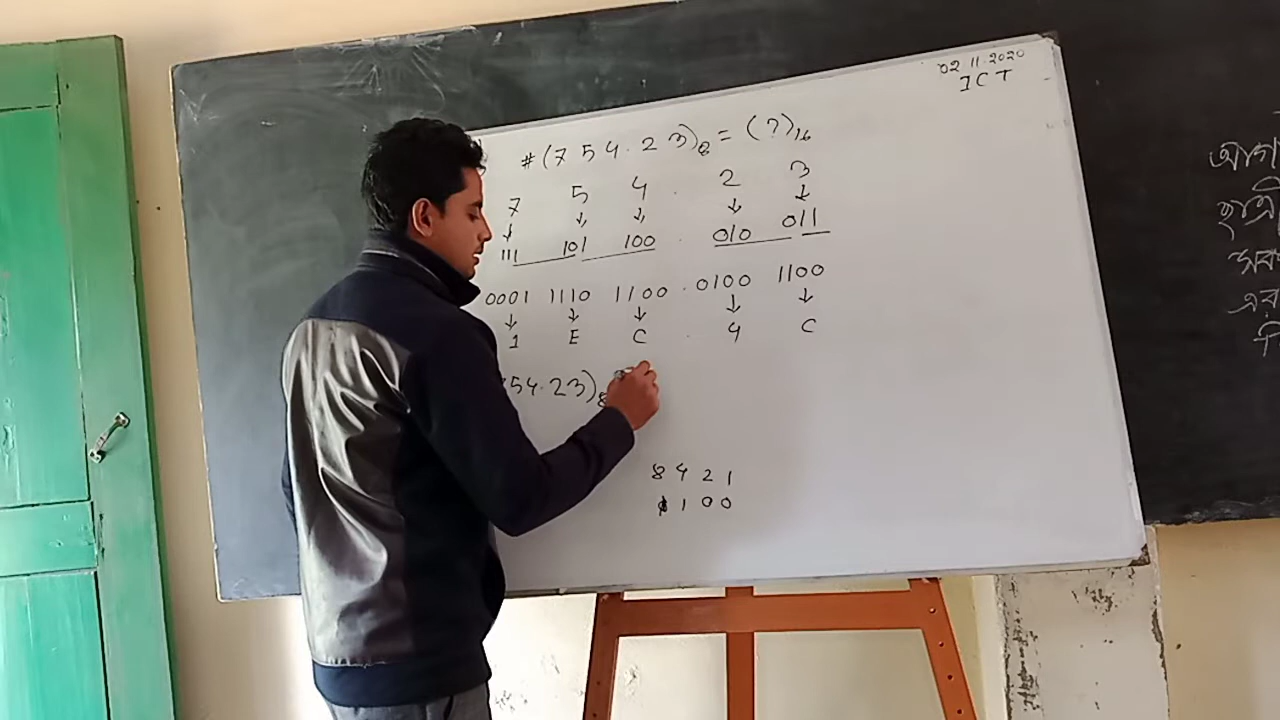 02.11.2020
ICT
#(754.23)8 = (?)16
7 5 4 . 2 3
↓ ↓ ↓ ↓ ↓
111 101 100 . 010 011
0001 1110 1100 . 0100 1100
↓ ↓ ↓ ↓ ↓
1 E C . 4 C
54.23)8
8 4 2 1
1 0 0